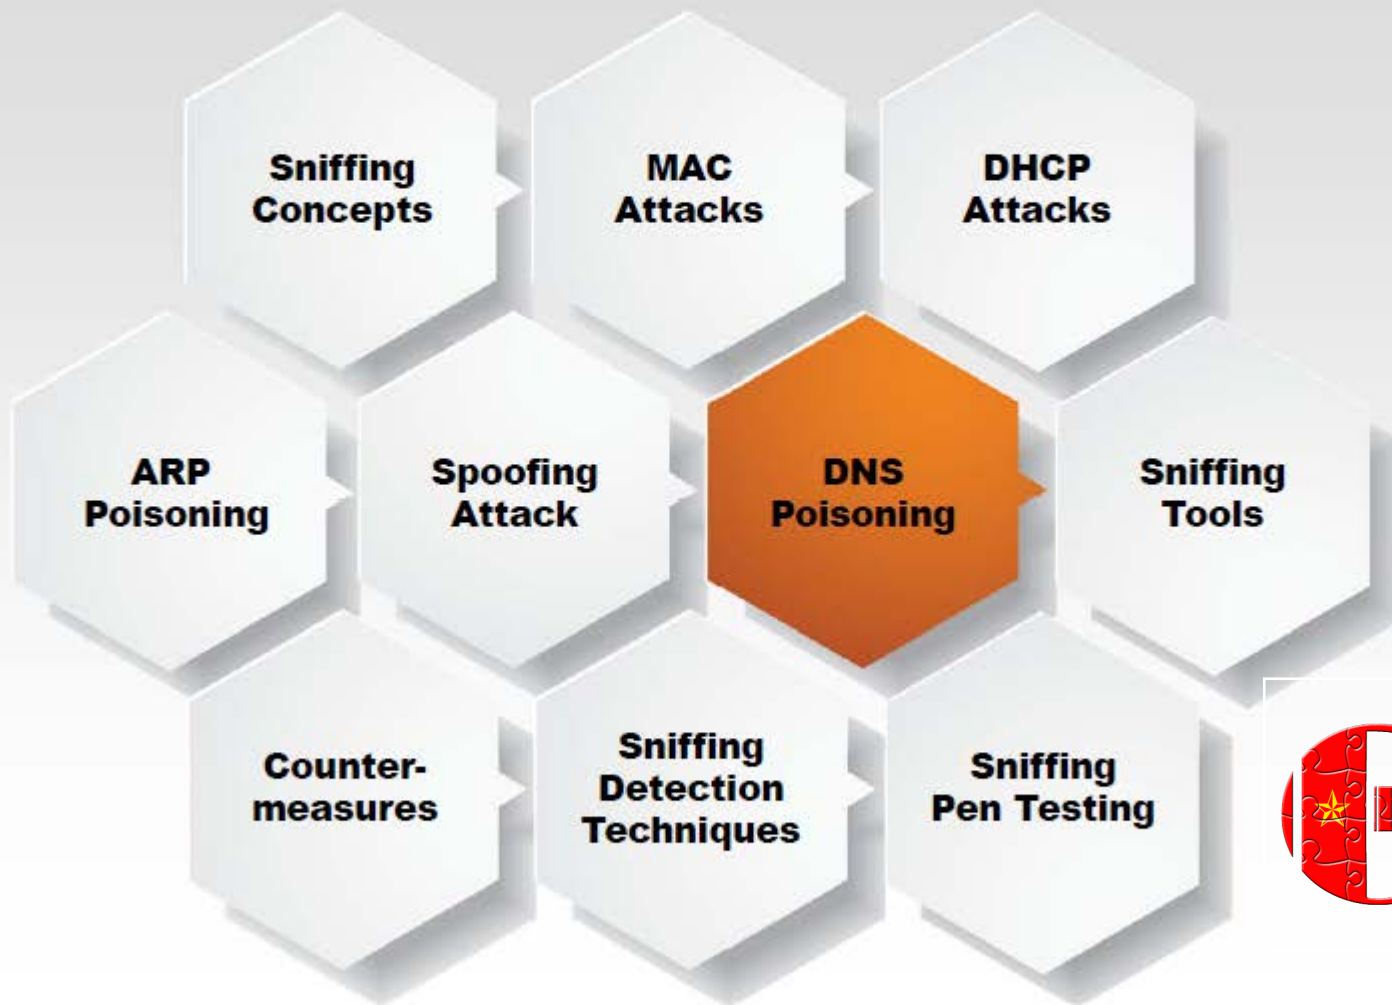 Sniffing
Concepts
MAC
Attacks
DHCP
Attacks
ARP
Poisoning
Spoofing
Attack
DNS
Poisoning
Sniffing
Tools
Counter-
measures
Sniffing
Detection
Techniques
Sniffing
Pen Testing